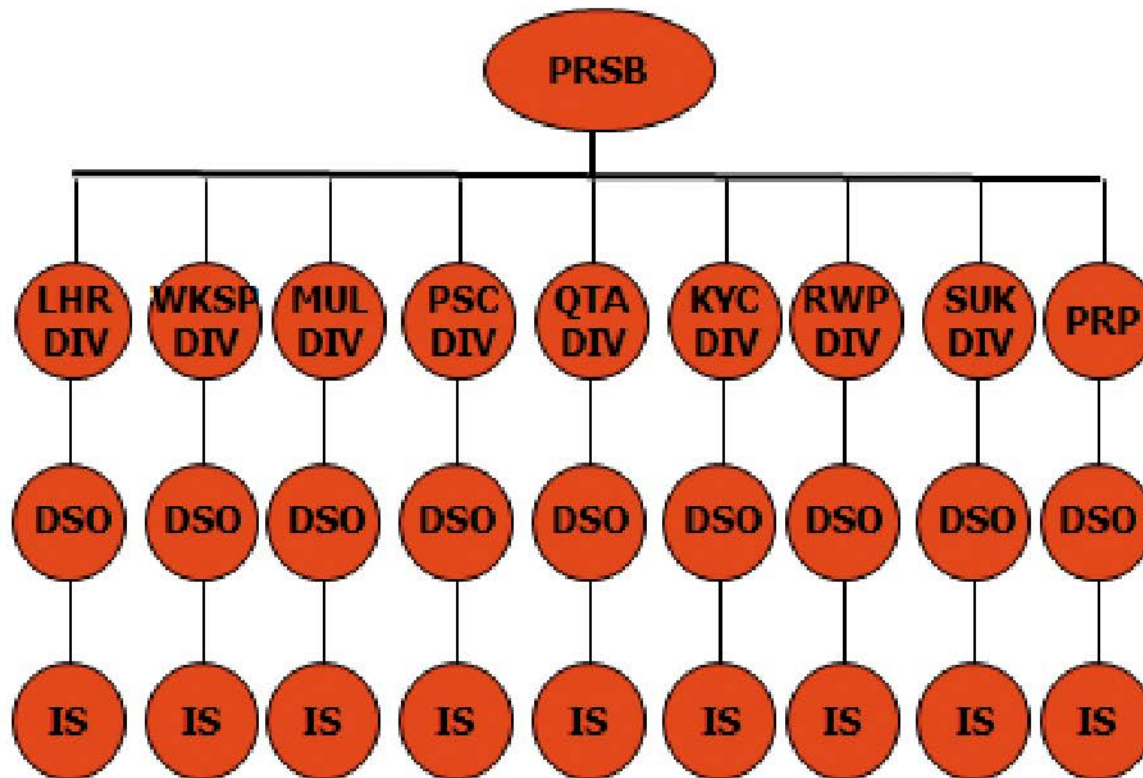 PRSB
LHR
DIV
WKSP
DIV
MUL
DIV
PSC
DIV
QTA
DIV
KYC
DIV
RWP
DIV
SUK
DIV
PRP
DSO DSO DSO DSO DSO DSO DSO DSO DSO
IS IS IS IS IS IS IS IS IS